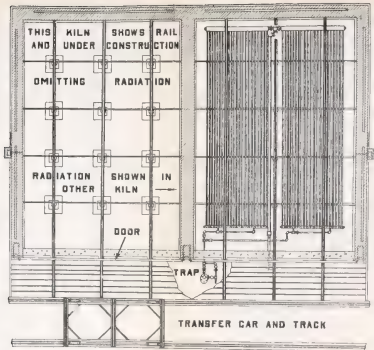 THIS KILN SHOWS RAIL
AND UNDER CONSTRUCTION
OMITTING RADIATION
RADIATION SHOWN IN
OTHER KILN
DOOR
TRAP
TRANSFER CAR AND TRACK